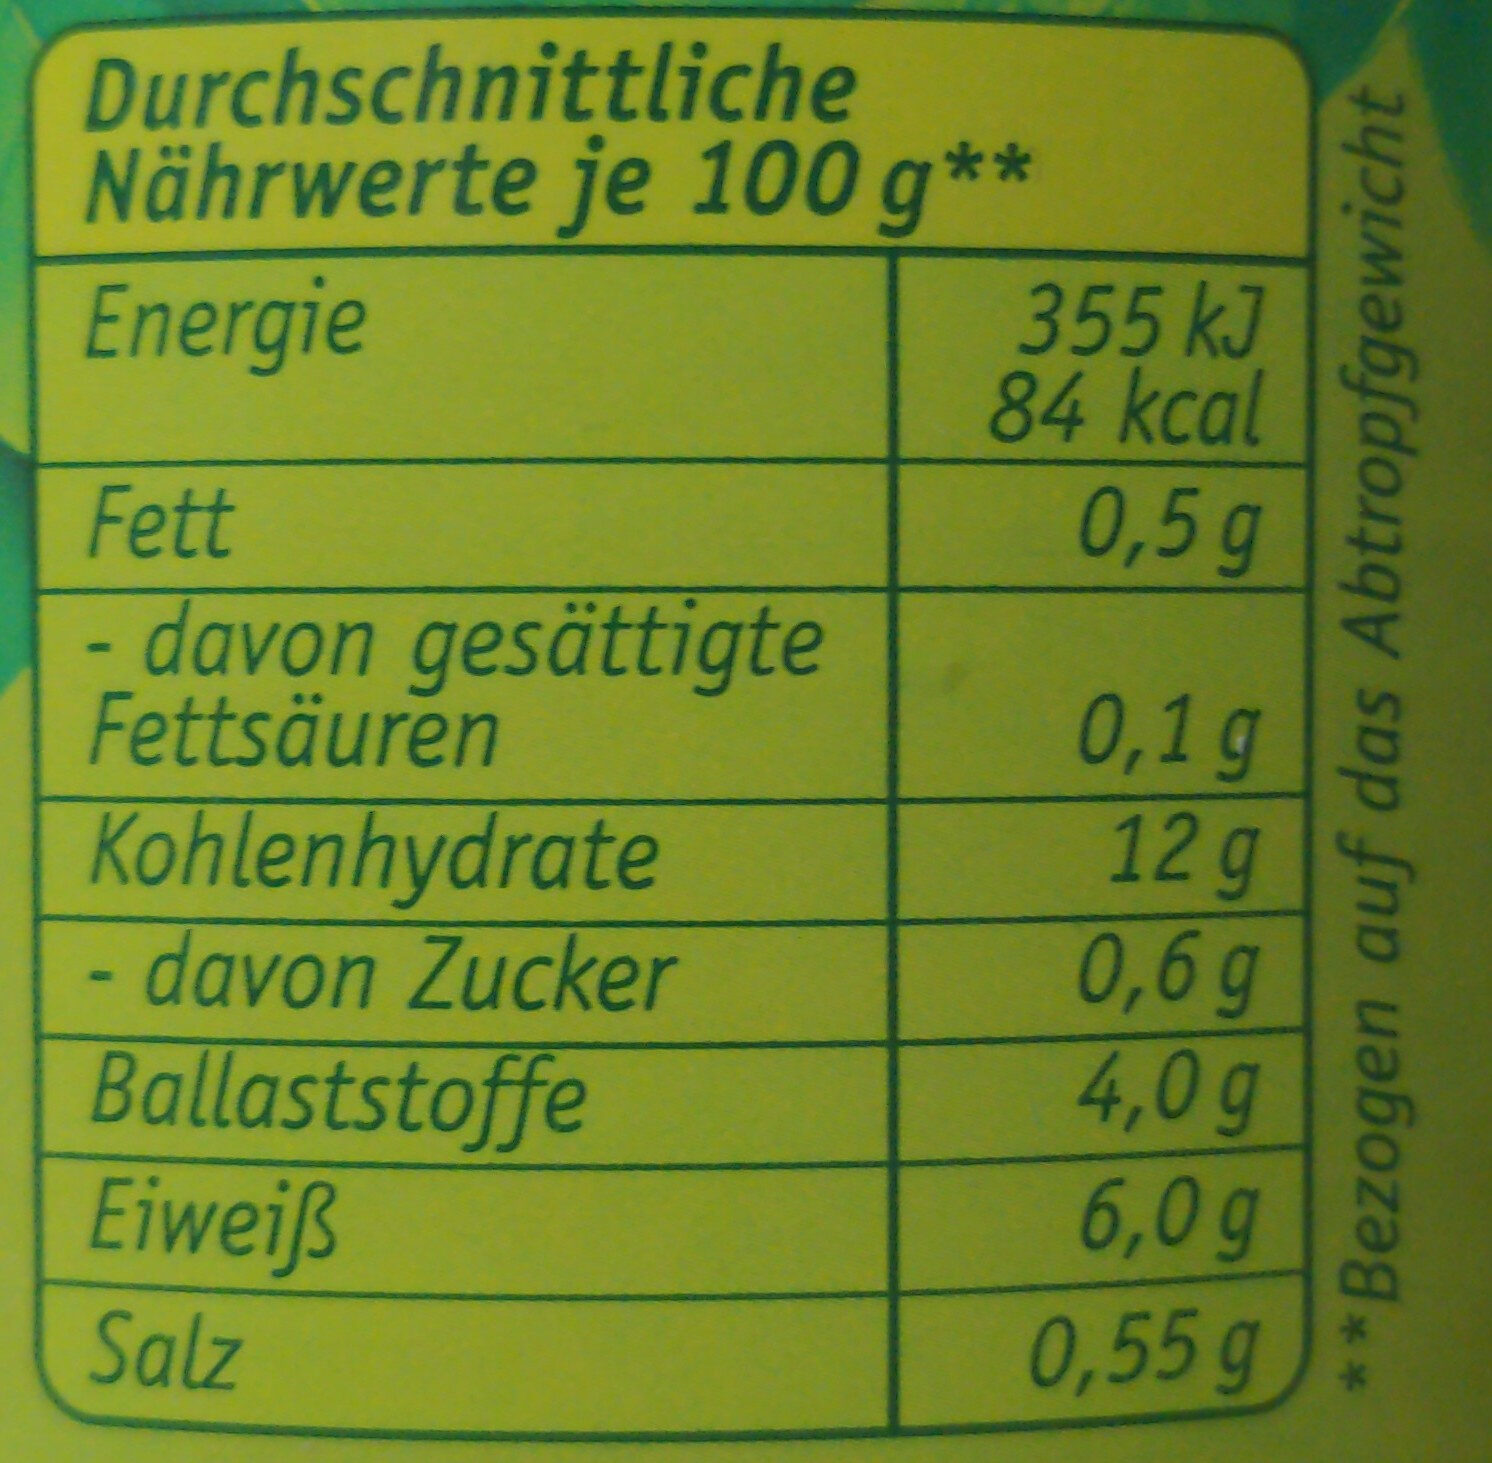 Durchschnittliche
Nährwerte je 100 g**
Energie 355 kJ
84 kcal
Fett 0,5 g
- davon gesättigte
Fettsäuren 0,1 g
Kohlenhydrate 12 g
- davon Zucker 0,6 g
Ballaststoffe 4,0 g
Eiweiß 6,0 g
Salz 0,55 g
**Bezogen auf das Abtropfgewicht